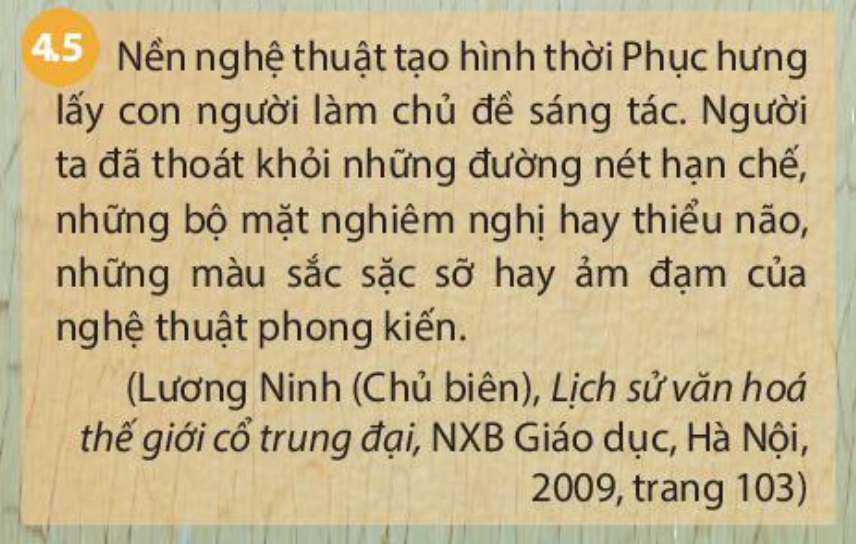 4.5 Nền nghệ thuật tạo hình thời Phục hưng
lấy con người làm chủ đề sáng tác. Người
ta đã thoát khỏi những đường nét hạn chế,
những bộ mặt nghiêm nghị hay thiểu não,
những màu sắc sặc sỡ hay ảm đạm của
nghệ thuật phong kiến.
(Lương Ninh (Chủ biên), Lịch sử văn hoá
thế giới cổ trung đại, NXB Giáo dục, Hà Nội,
2009, trang 103)